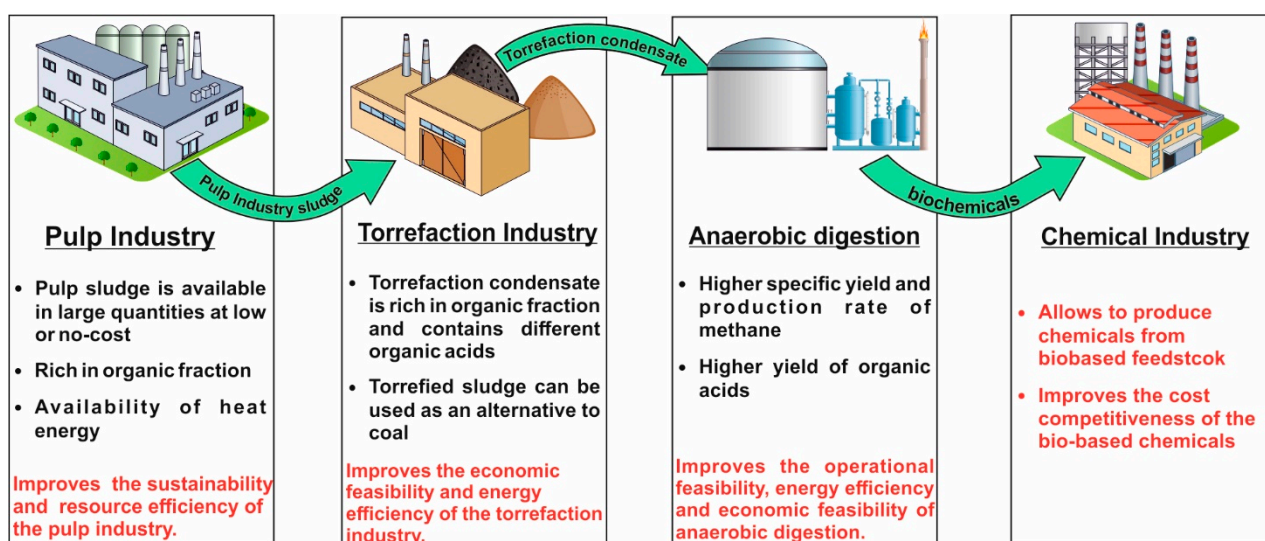 Pulp Industry sludge
Torrefaction condensate
biochemicals
Pulp Industry
• Pulp sludge is available
in large quantities at low
or no-cost
• Rich in organic fraction
• Availability of heat
energy
Improves the sustainability
and resource efficiency of
the pulp industry.
Torrefaction Industry
• Torrefaction condensate
is rich in organic fraction
and contains different
organic acids
• Torrefied sludge can be
used as an alternative to
coal
Improves the economic
feasibility and energy
efficiency of the torrefaction
industry.
Anaerobic digestion
• Higher specific yield and
production rate of
methane
• Higher yield of organic
acids
Improves the operational
feasibility, energy efficiency
and economic feasibility of
anaerobic digestion.
Chemical Industry
• Allows to produce
chemicals from
biobased feedstcok
• Improves the cost
competitiveness of the
bio-based chemicals